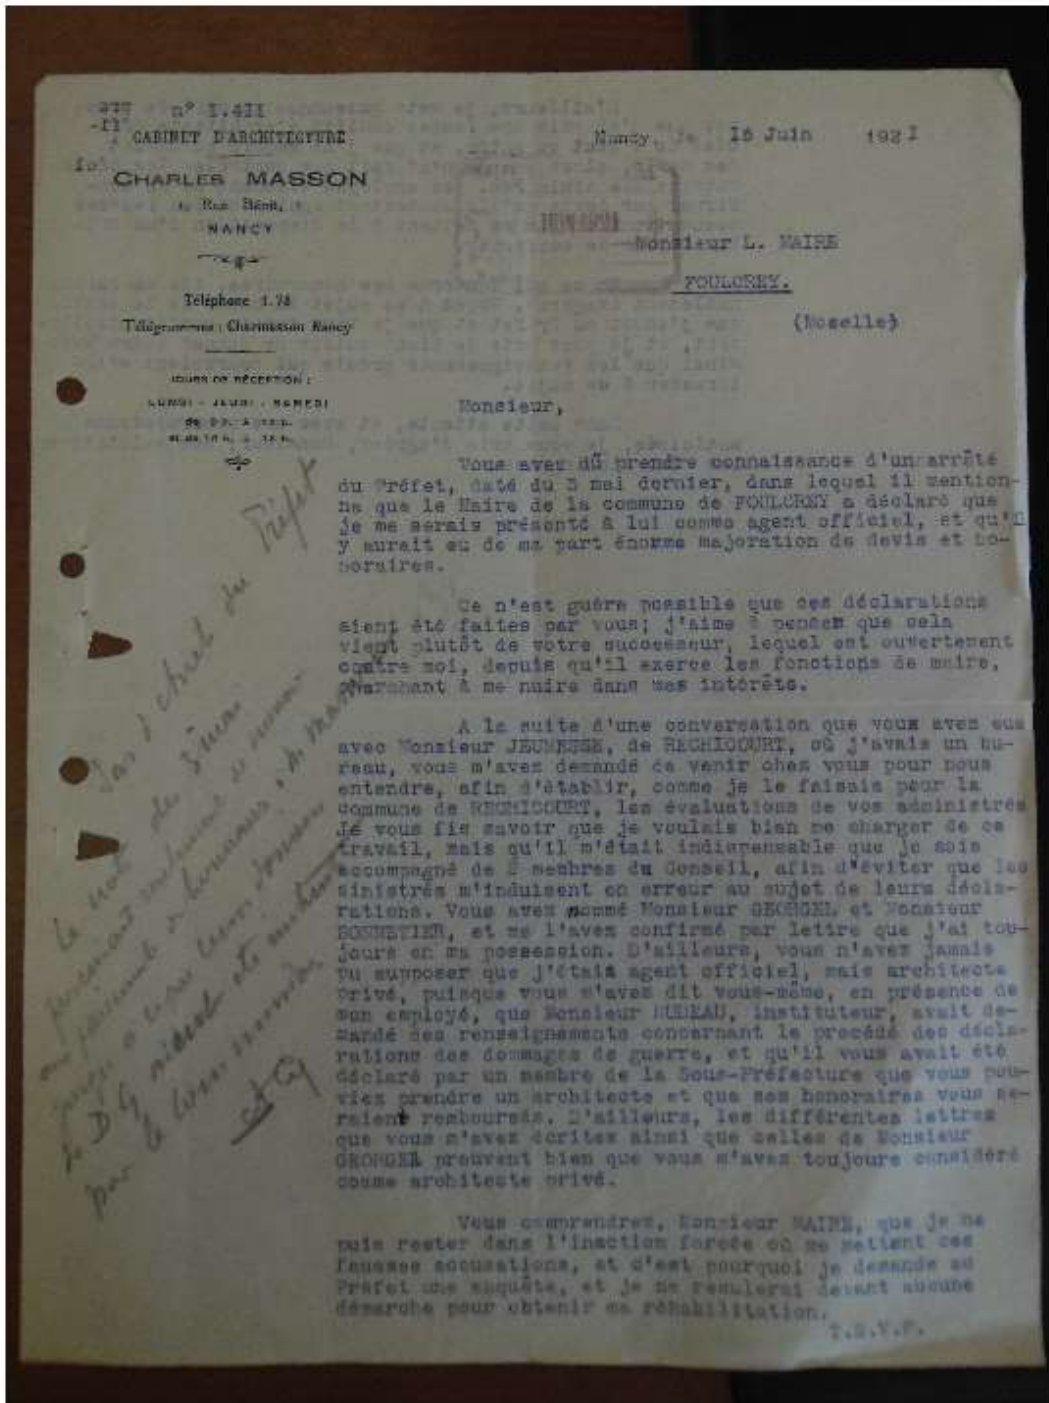 n° I.4II
CABINET D'ARCHITECTURE
CHARLES MASSON
Rue Bénit,
NANCY
Téléphone 1.74
Télégrammes : Charmasson Nancy
JOURS DE RÉCEPTION :
LUNDI - JEUDI - SAMEDI
Nancy, le I5 Juin 1921
Monsieur L. MAIRE
FOULCREY.
(Moselle)
Monsieur,
Vous avez dû prendre connaissance d'un arrêté
du Préfet, daté du 3 mai dernier, dans lequel il mention-
ne que le Maire de la commune de FOULCREY a déclaré que
je me serais présenté à lui comme agent officiel, et qu'il
y aurait eu de ma part énorme majoration de devis et ho-
noraires.
Ce n'est guère possible que ces déclarations
aient été faites par vous; j'aime à penser que cela
vient plutôt de votre successeur, lequel est ouvertement
contre moi, depuis qu'il exerce les fonctions de maire,
cherchant à me nuire dans mes intérêts.
A la suite d'une conversation que vous avez eue
avec Monsieur JEUMESSE, de RECHICOURT, où j'avais un bu-
reau, vous m'avez demandé de venir chez vous pour nous
entendre, afin d'établir, comme je le faisais pour la
commune de RECHICOURT, les évaluations de vos administrés
Je vous fis savoir que je voulais bien me charger de ce
travail, mais qu'il m'était indispensable que je sois
accompagné de 2 membres du Conseil, afin d'éviter que les
sinistrés m'induisent en erreur au sujet de leurs décla-
rations. Vous avez nommé Monsieur GEORGEL et Monsieur
BONNETIER, et me l'avez confirmé par lettre que j'ai tou-
jours en ma possession. D'ailleurs, vous n'avez jamais
pu supposer que j'étais agent officiel, mais architecte
privé, puisque vous m'avez dit vous-même, en présence de
mon employé, que Monsieur HUDEAU, instituteur, avait de-
mandé des renseignements concernant le procédé des décla-
rations des dommages de guerre, et qu'il vous avait été
déclaré par un membre de la Sous-Préfecture que vous pou-
viez prendre un architecte et que ses honoraires vous se-
raient remboursés. D'ailleurs, les différentes lettres
que vous m'avez écrites ainsi que celles de Monsieur
GEORGEL prouvent bien que vous m'avez toujours considéré
comme architecte privé.
Vous comprendrez, Monsieur MAIRE, que je ne
puis rester dans l'inaction forcée où me mettent ces
fausses accusations, et c'est pourquoi je demande au
Préfet une enquête, et je ne reculerai devant aucune
démarche pour obtenir ma réhabilitation.
T.S.V.P.
du Préfet